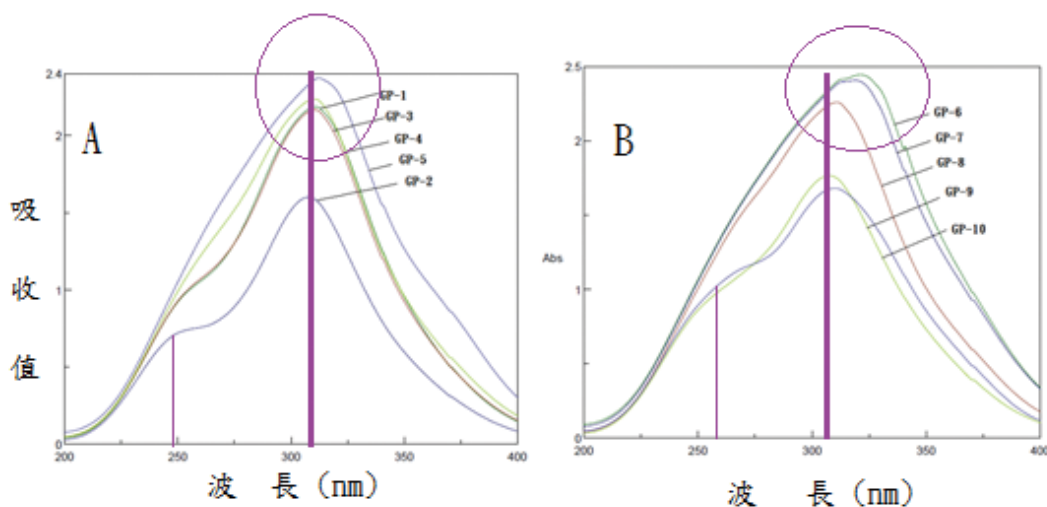 A
2.4
2
1
0
GP-1
GP-3
GP-4
GP-5
GP-2
200
250
300
350
400
吸
收
值
波 長 (nm)
B
2.5
2
1
0
Abs
GP-6
GP-7
GP-8
GP-9
GP-10
200
250
300
350
400
波 長 (nm)